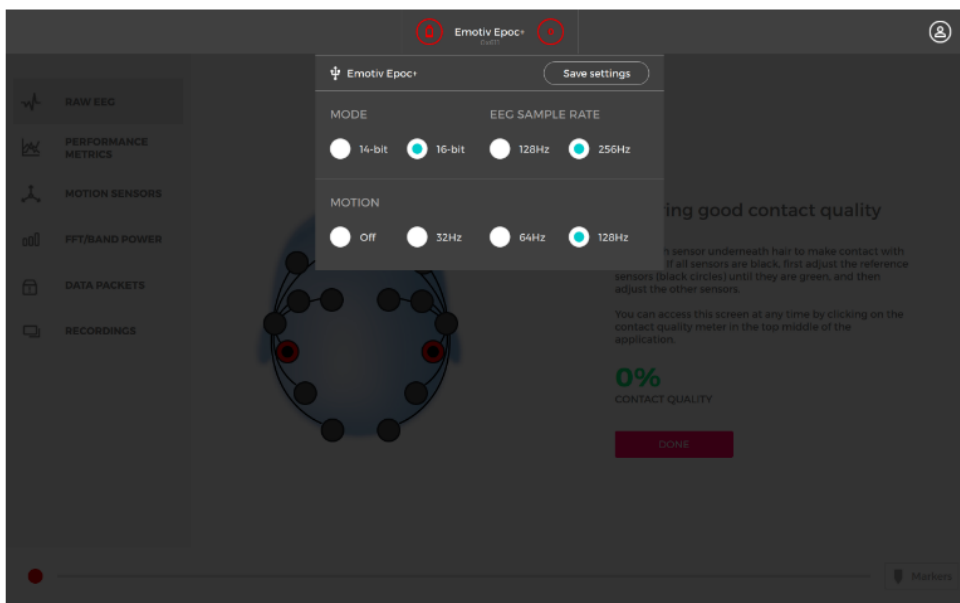 Emotiv Epoc+
0
Emotiv Epoc+
Save settings
MODE
EEG SAMPLE RATE
14-bit
16-bit
128Hz
256Hz
MOTION
Off
32Hz
64Hz
128Hz
RAW EEG
PERFORMANCE
METRICS
MOTION SENSORS
FFT/BAND POWER
DATA PACKETS
RECORDINGS
ing good contact quality
sensor underneath hair to make contact with
If all sensors are black, first adjust the reference
sensors (black circles) until they are green, and then
adjust the other sensors.
You can access this screen at any time by clicking on the
contact quality meter in the top middle of the
application.
0%
CONTACT QUALITY
DONE
Markers